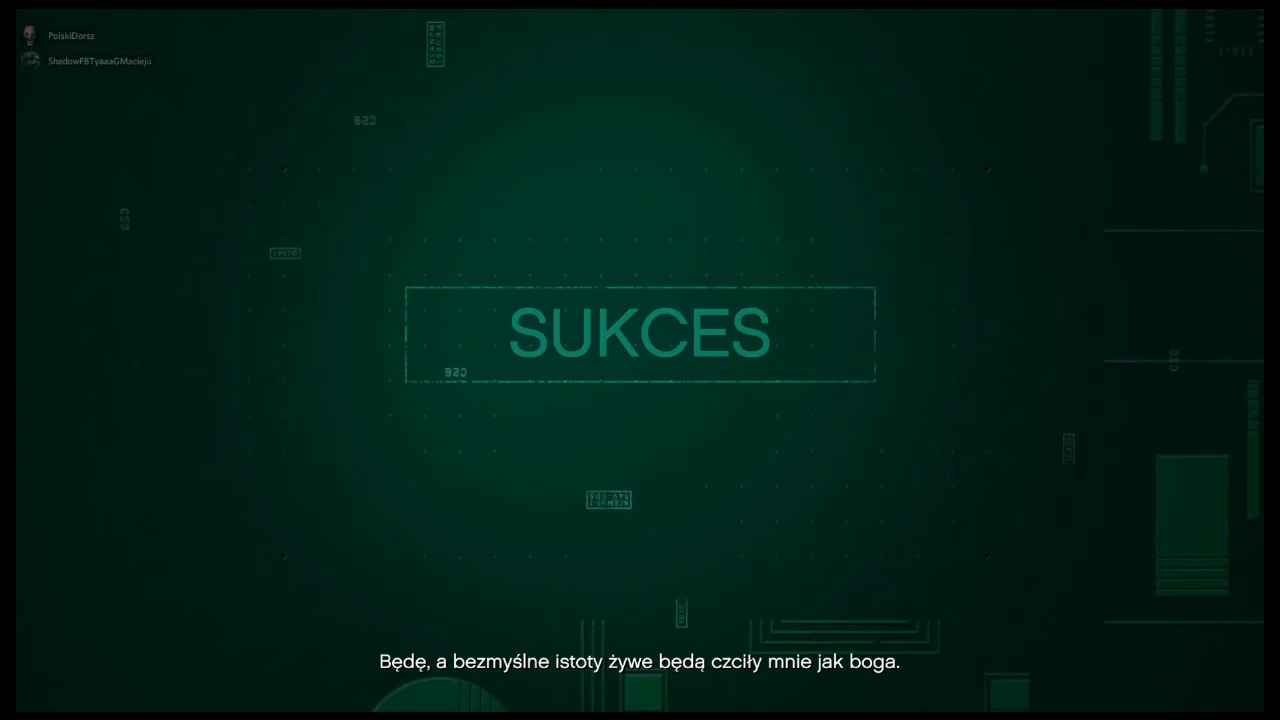 PolskiDorsz
ShadowFBTyaaaGMacieju
SUKCES
Będę, a bezmyślne istoty żywe będą czciły mnie jak boga.